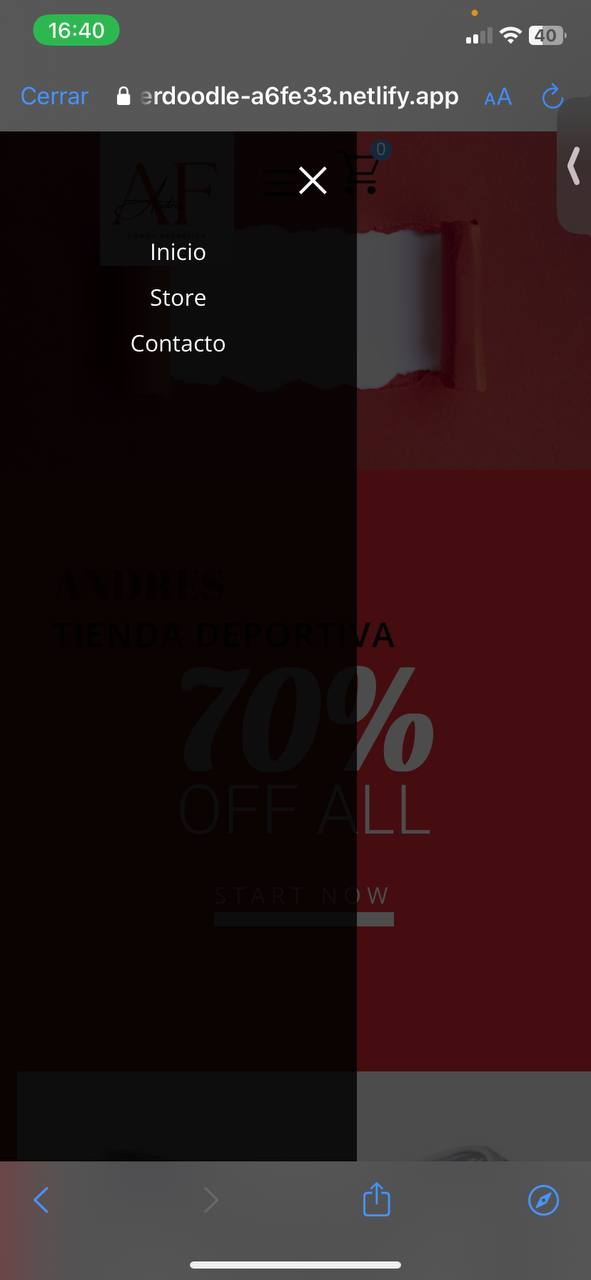 16:40
40
Cerrar
erdoodle-a6fe33.netlify.app
AA
AF
0
Inicio
Store
Contacto
ANDRES
TIENDA DEPORTIVA
70%
OFF ALL
START NOW